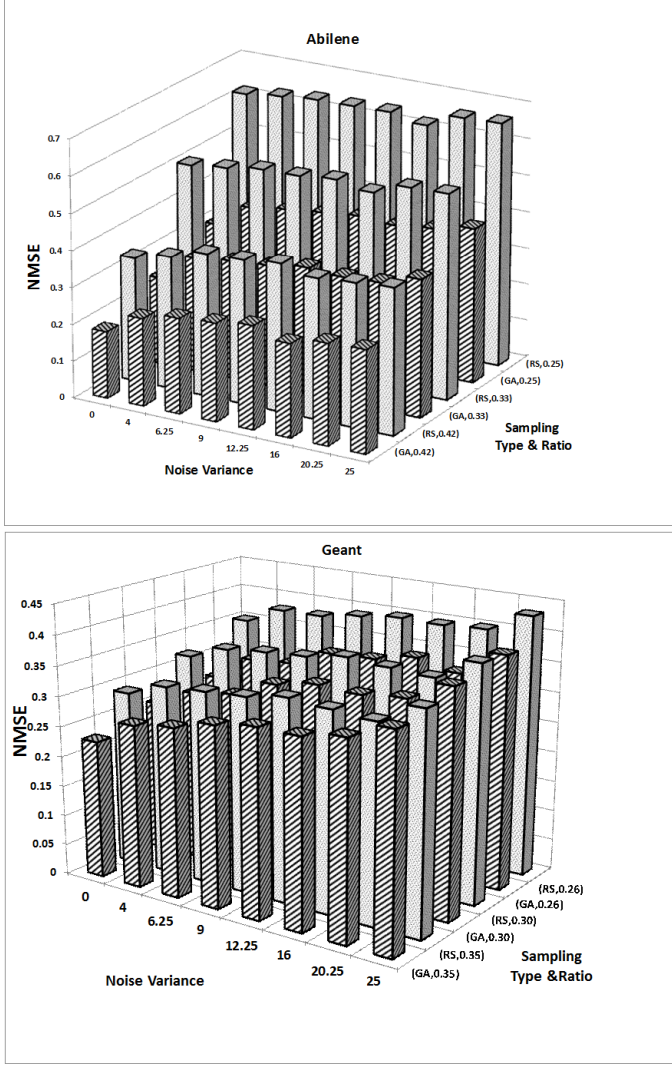 Abilene
0.7
0.6
0.5
0.4
0.3
0.2
0.1
0
NMSE
0
4
6.25
9
12.25
16
20.25
25
Noise Variance
(RS,0.25)
(GA,0.25)
(RS,0.33)
(GA,0.33)
(RS,0.42)
(GA,0.42)
Sampling
Type & Ratio
Geant
0.45
0.4
0.35
0.3
0.25
0.2
0.15
0.1
0.05
0
NMSE
0
4
6.25
9
12.25
16
20.25
25
Noise Variance
(RS,0.26)
(GA,0.26)
(RS,0.30)
(GA,0.30)
(RS,0.35)
(GA,0.35)
Sampling
Type &Ratio